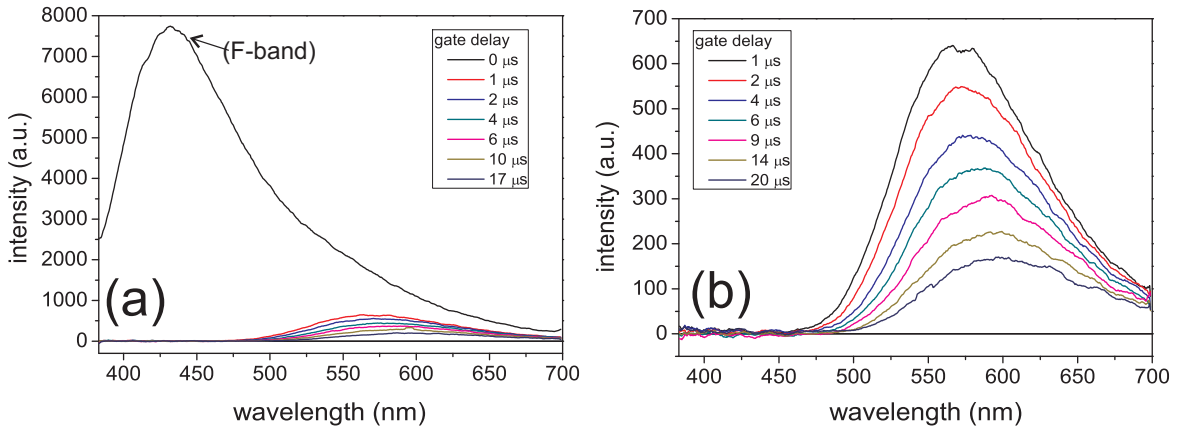 8000
7000
6000
5000
4000
3000
2000
1000
0
intensity (a.u.)
(F-band)
gate delay
0 µs
1 µs
2 µs
4 µs
6 µs
10 µs
17 µs
(a)
400 450 500 550 600 650 700
wavelength (nm)
700
600
500
400
300
200
100
0
intensity (a.u.)
gate delay
1 µs
2 µs
4 µs
6 µs
9 µs
14 µs
20 µs
(b)
400 450 500 550 600 650 700
wavelength (nm)